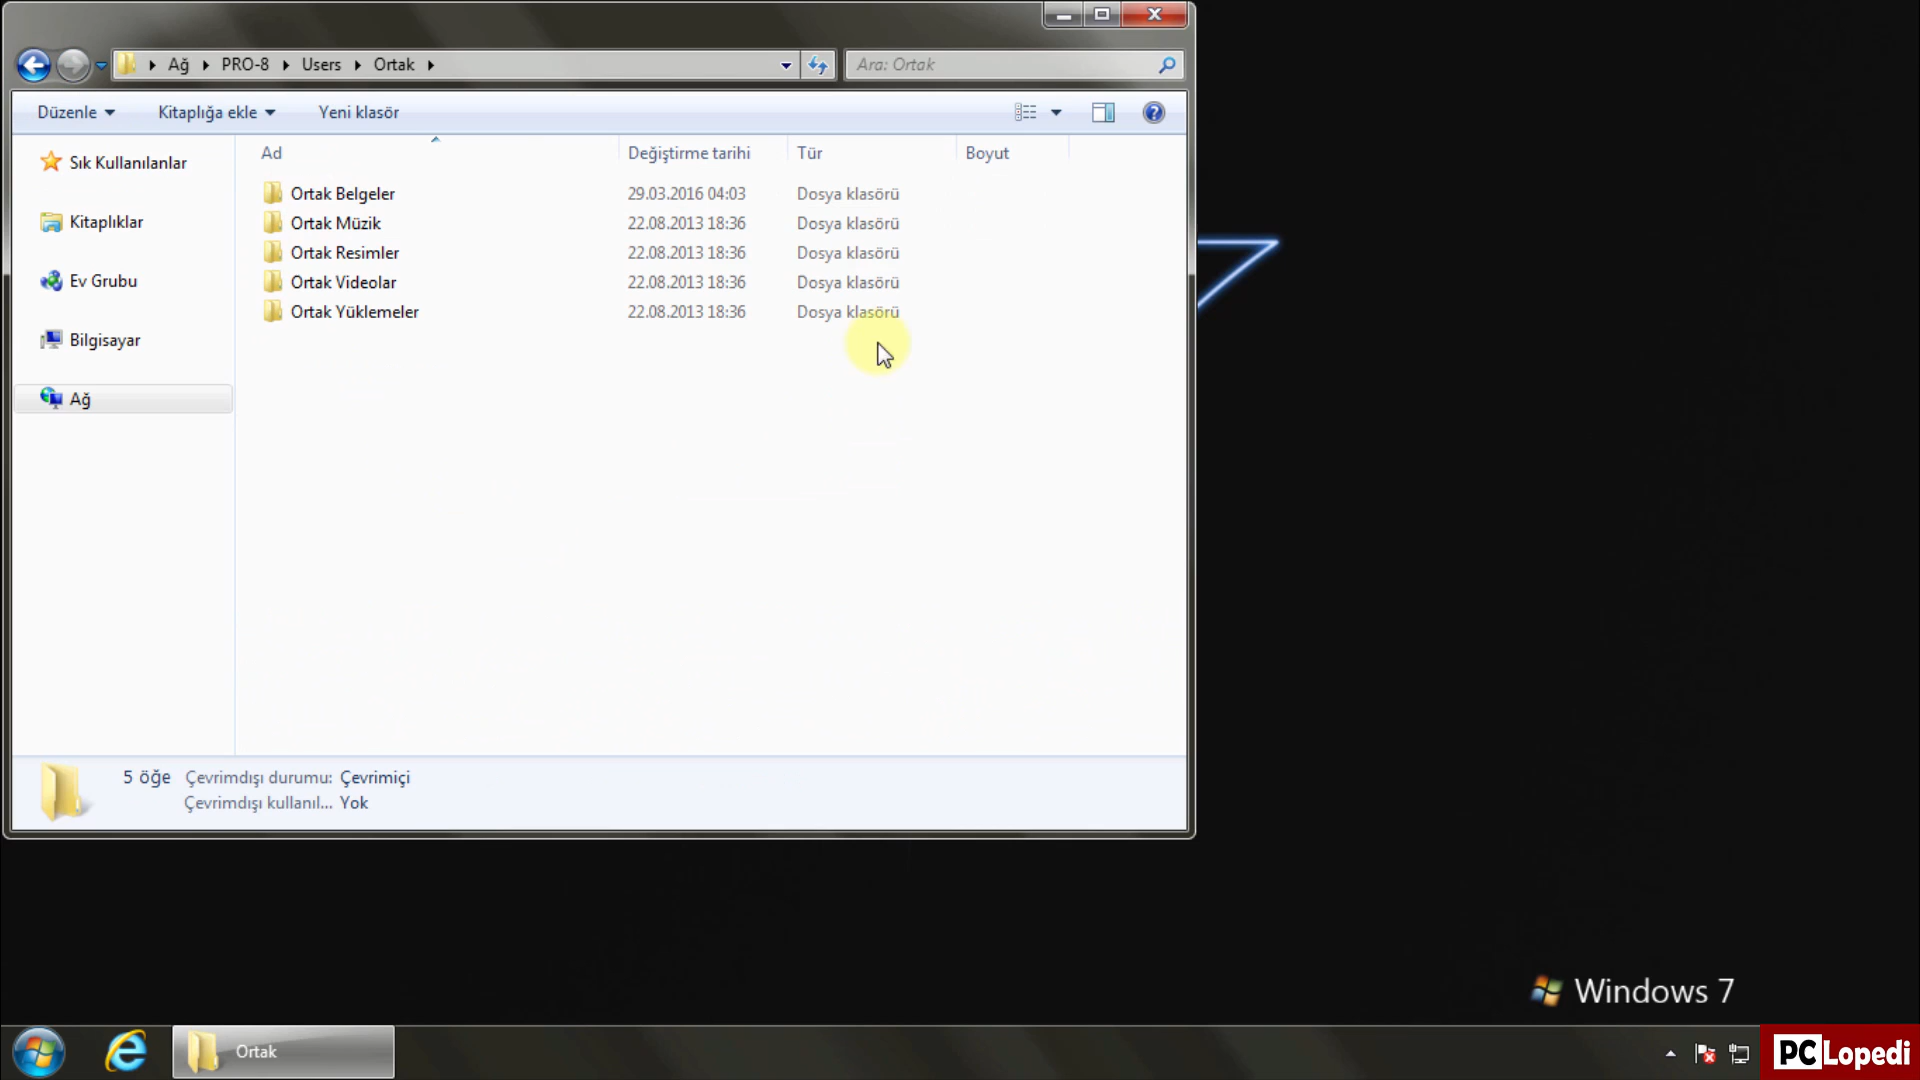 Ağ PRO-8 Users Ortak
Ara: Ortak
Düzenle Kitaplığa ekle Yeni klasör
Ad Değiştirme tarihi Tür Boyut
Sık Kullanılanlar
Kitaplıklar
Ev Grubu
Bilgisayar
Ağ
Ortak Belgeler 29.03.2016 04:03 Dosya klasörü
Ortak Müzik 22.08.2013 18:36 Dosya klasörü
Ortak Resimler 22.08.2013 18:36 Dosya klasörü
Ortak Videolar 22.08.2013 18:36 Dosya klasörü
Ortak Yüklemeler 22.08.2013 18:36 Dosya klasörü
5 öğe Çevrimdışı durumu: Çevrimiçi
Çevrimdışı kullanıl... Yok
Windows 7
Ortak
PCLopedi